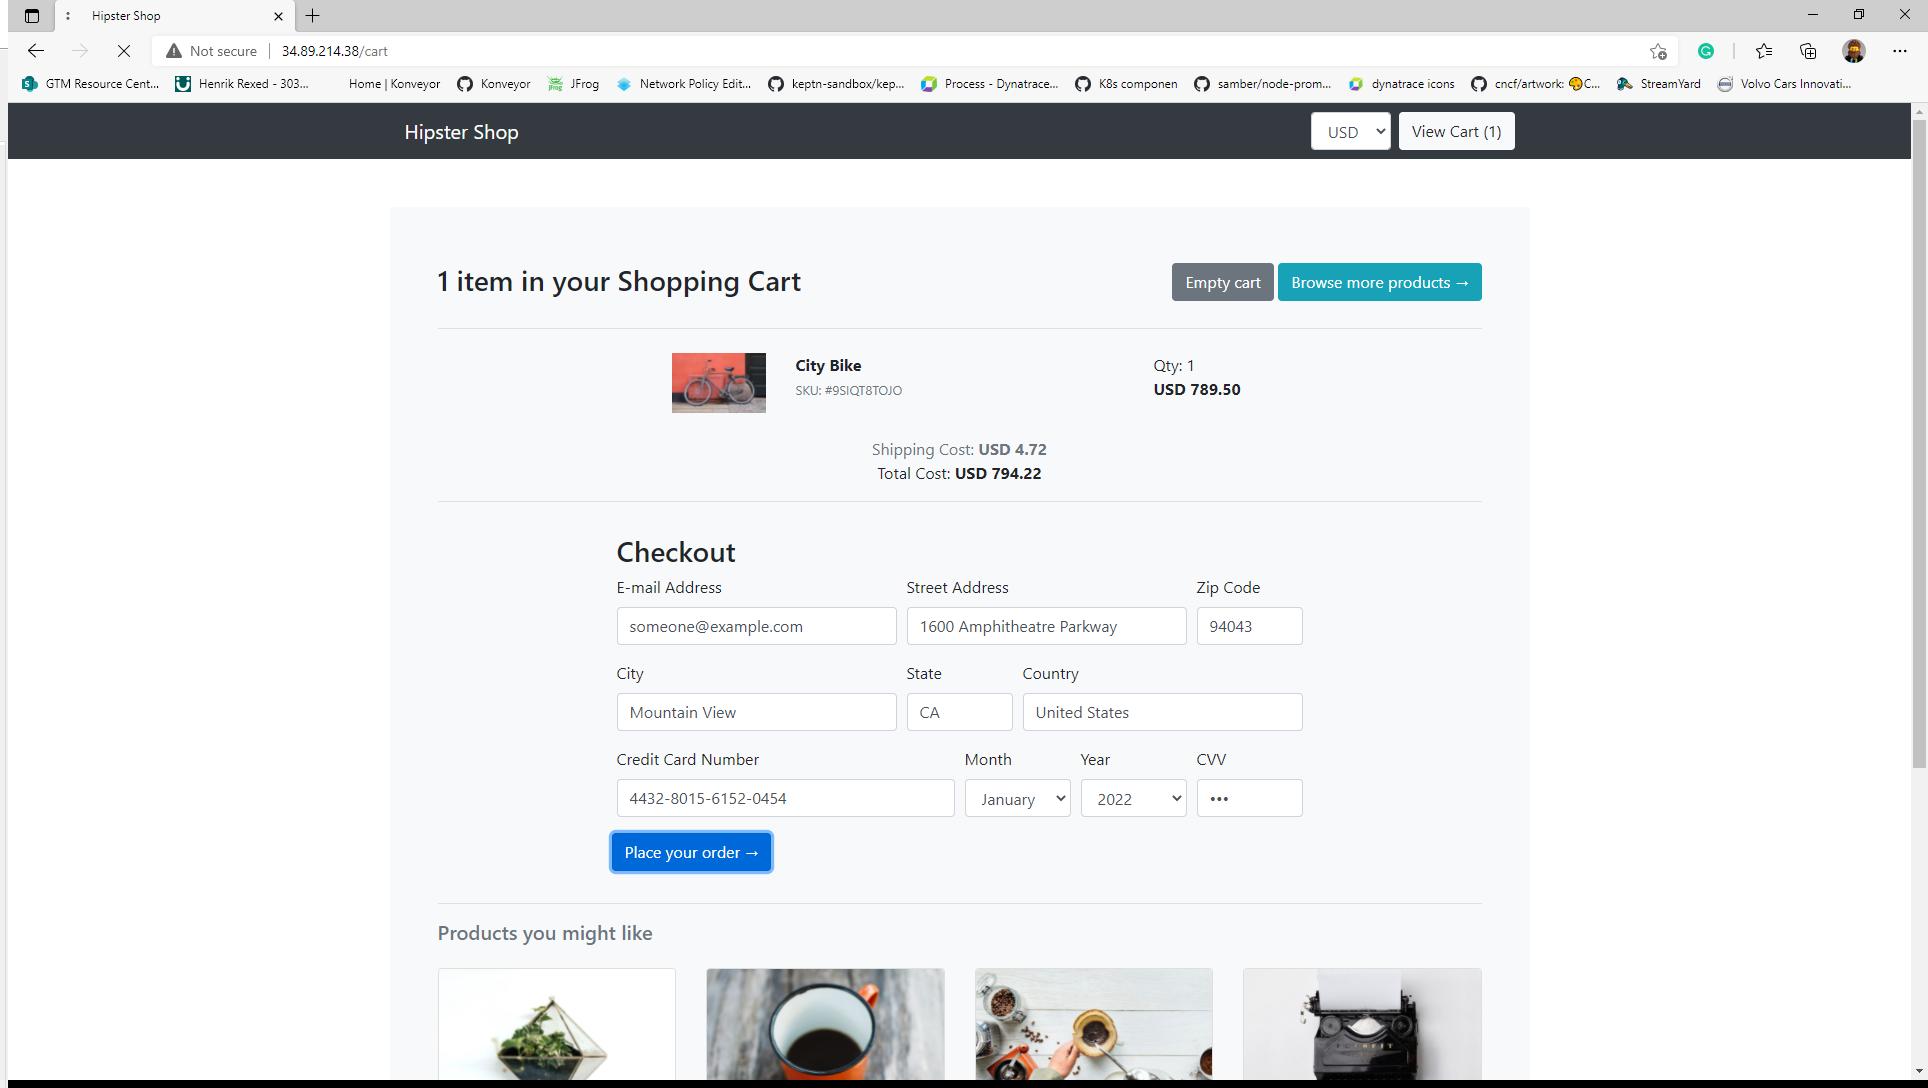 Hipster Shop
Not secure 34.89.214.38/cart
GTM Resource Cent... Henrik Rexed - 303... Home | Konveyor Konveyor JFrog Network Policy Edit... keptn-sandbox/kep... Process - Dynatrace... K8s componen samber/node-prom... dynatrace icons cncf/artwork: 🎨C... StreamYard Volvo Cars Innovati...
Hipster Shop USD View Cart (1)
1 item in your Shopping Cart Empty cart Browse more products →
City Bike Qty: 1
SKU: #9SIQT8TOJO USD 789.50
Shipping Cost: USD 4.72
Total Cost: USD 794.22
Checkout
E-mail Address Street Address Zip Code
someone@example.com 1600 Amphitheatre Parkway 94043
City State Country
Mountain View CA United States
Credit Card Number Month Year CVV
4432-8015-6152-0454 January 2022 •••
Place your order →
Products you might like